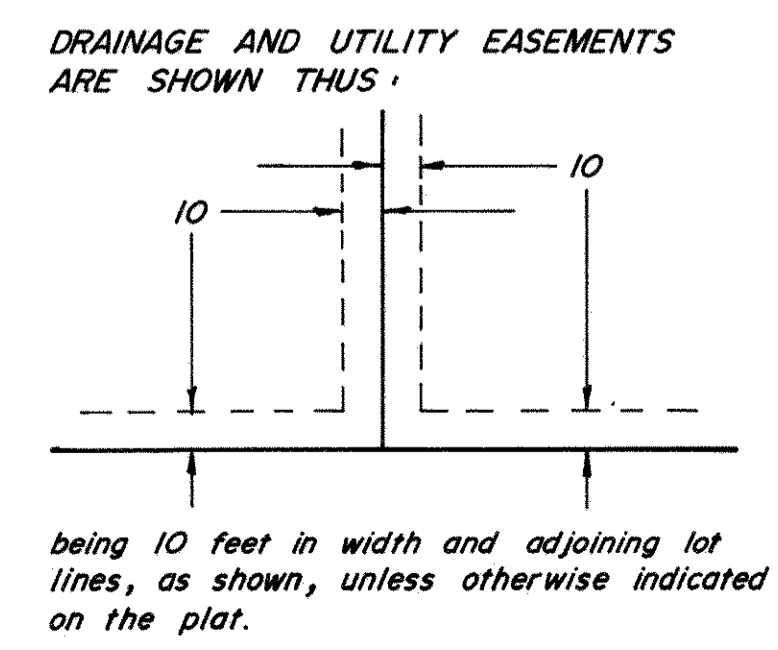 DRAINAGE AND UTILITY EASEMENTS
ARE SHOWN THUS :
10
10
being 10 feet in width and adjoining lot
lines, as shown, unless otherwise indicated
on the plat.